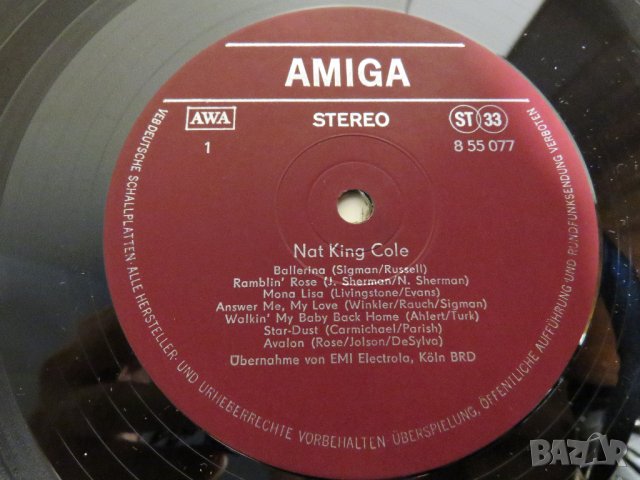 AMIGA
AWA
STEREO
ST 33
1
8 55 077
Nat King Cole
Ballerina (Sigman/Russell)
Ramblin' Rose (J. Sherman/N. Sherman)
Mona Lisa (Livingstone/Evans)
Answer Me, My Love (Winkler/Rauch/Sigman)
Walkin' My Baby Back Home (Ahlert/Turk)
Star-Dust (Carmichael/Parish)
Avalon (Rose/Jolson/DeSylva)
Übernahme von EMI Electrola, Köln BRD
VEB DEUTSCHE SCHALLPLATTEN · ALLE HERSTELLER- UND URHEBERRECHTE VORBEHALTEN ÜBERSPIELUNG, ÖFFENTLICHE AUFFÜHRUNG UND RUNDFUNKSENDUNG VERBOTEN
BAZAR